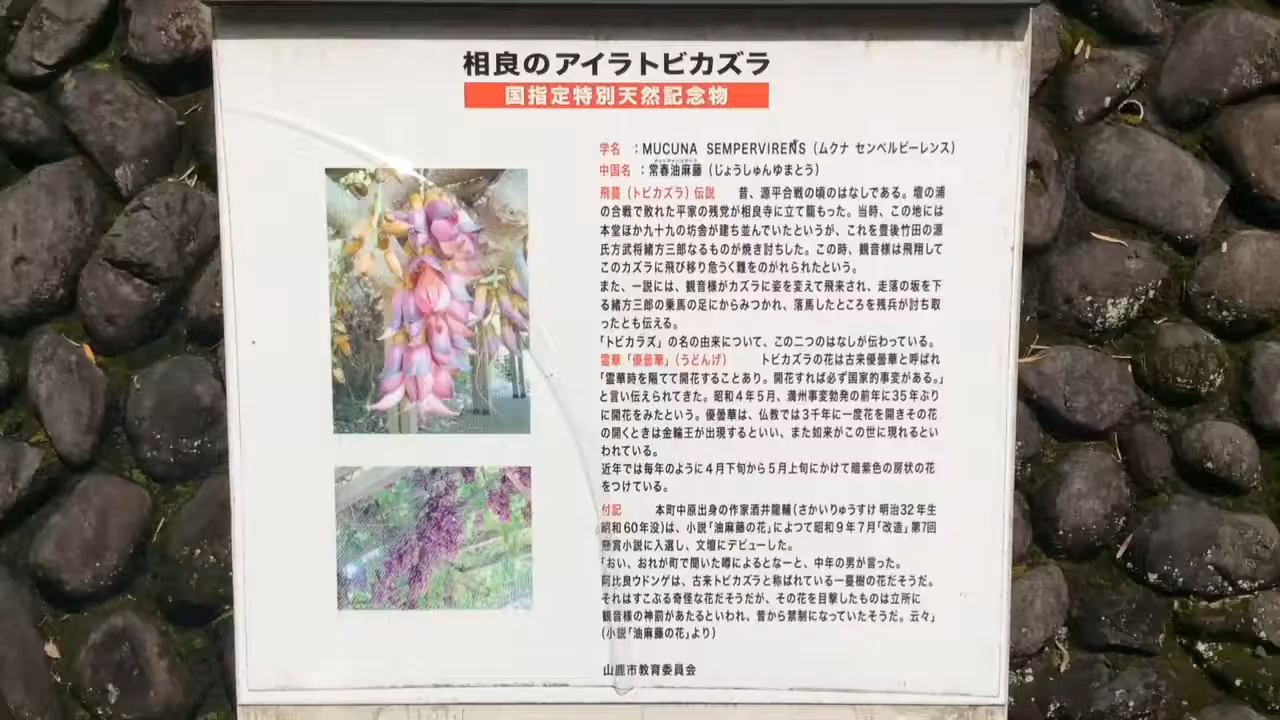 相良のアイラトビカズラ
国指定特別天然記念物
学名 ：MUCUNA SEMPERVIRENS（ムクナ センペルビーレンス）
中国名 ：常春油麻藤（じょうしゅんゆまとう）
飛蔓（トビカズラ）伝説 昔、源平合戦の頃のはなしである。壇の浦
の合戦で敗れた平家の残党が相良寺に立て籠もった。当時、この地には
本堂ほか九十九の坊舎が建ち並んでいたというが、これを豊後竹田の源
氏方武将緒方三郎なるものが焼き討ちした。この時、観音様は飛翔して
このカズラに飛び移り危うく難をのがれられたという。
また、一説には、観音様がカズラに姿を変えて飛来され、走落の坂を下
る緒方三郎の乗馬の足にからみつかれ、落馬したところを残兵が討ち取
ったとも伝える。
「トビカラズ」の名の由来について、この二つのはなしが伝わっている。
霊華「優曇華」（うどんげ） トビカズラの花は古来優曇華と呼ばれ
「霊華時を隔てて開花することあり。開花すれば必ず国家的事変がある。」
と言い伝えられてきた。昭和４年５月、満州事変勃発の前年に35年ぶり
に開花をみたという。優曇華は、仏教では３千年に一度花を開きその花
の開くときは金輪王が出現するといい、また如来がこの世に現れるとい
われている。
近年では毎年のように４月下旬から５月上旬にかけて暗紫色の房状の花
をつけている。
付記 本町中原出身の作家酒井龍輔（さかいりゅうすけ 明治32年生
昭和60年没）は、小説「油麻藤の花」によつて昭和９年７月「改造」第7回
懸賞小説に入選し、文壇にデビューした。
「おい、おれが町で聞いた噂によるとなーと、中年の男が言った。
阿比良ウドンゲは、古来トビカズラと称ばれている一蔓樹の花だそうだ。
それはすこぶる奇怪な花だそうだが、その花を目撃したものは立所に
観音様の神罰があたるといわれ、昔から禁制になっていたそうだ。云々」
（小説「油麻藤の花」より）
山鹿市教育委員会